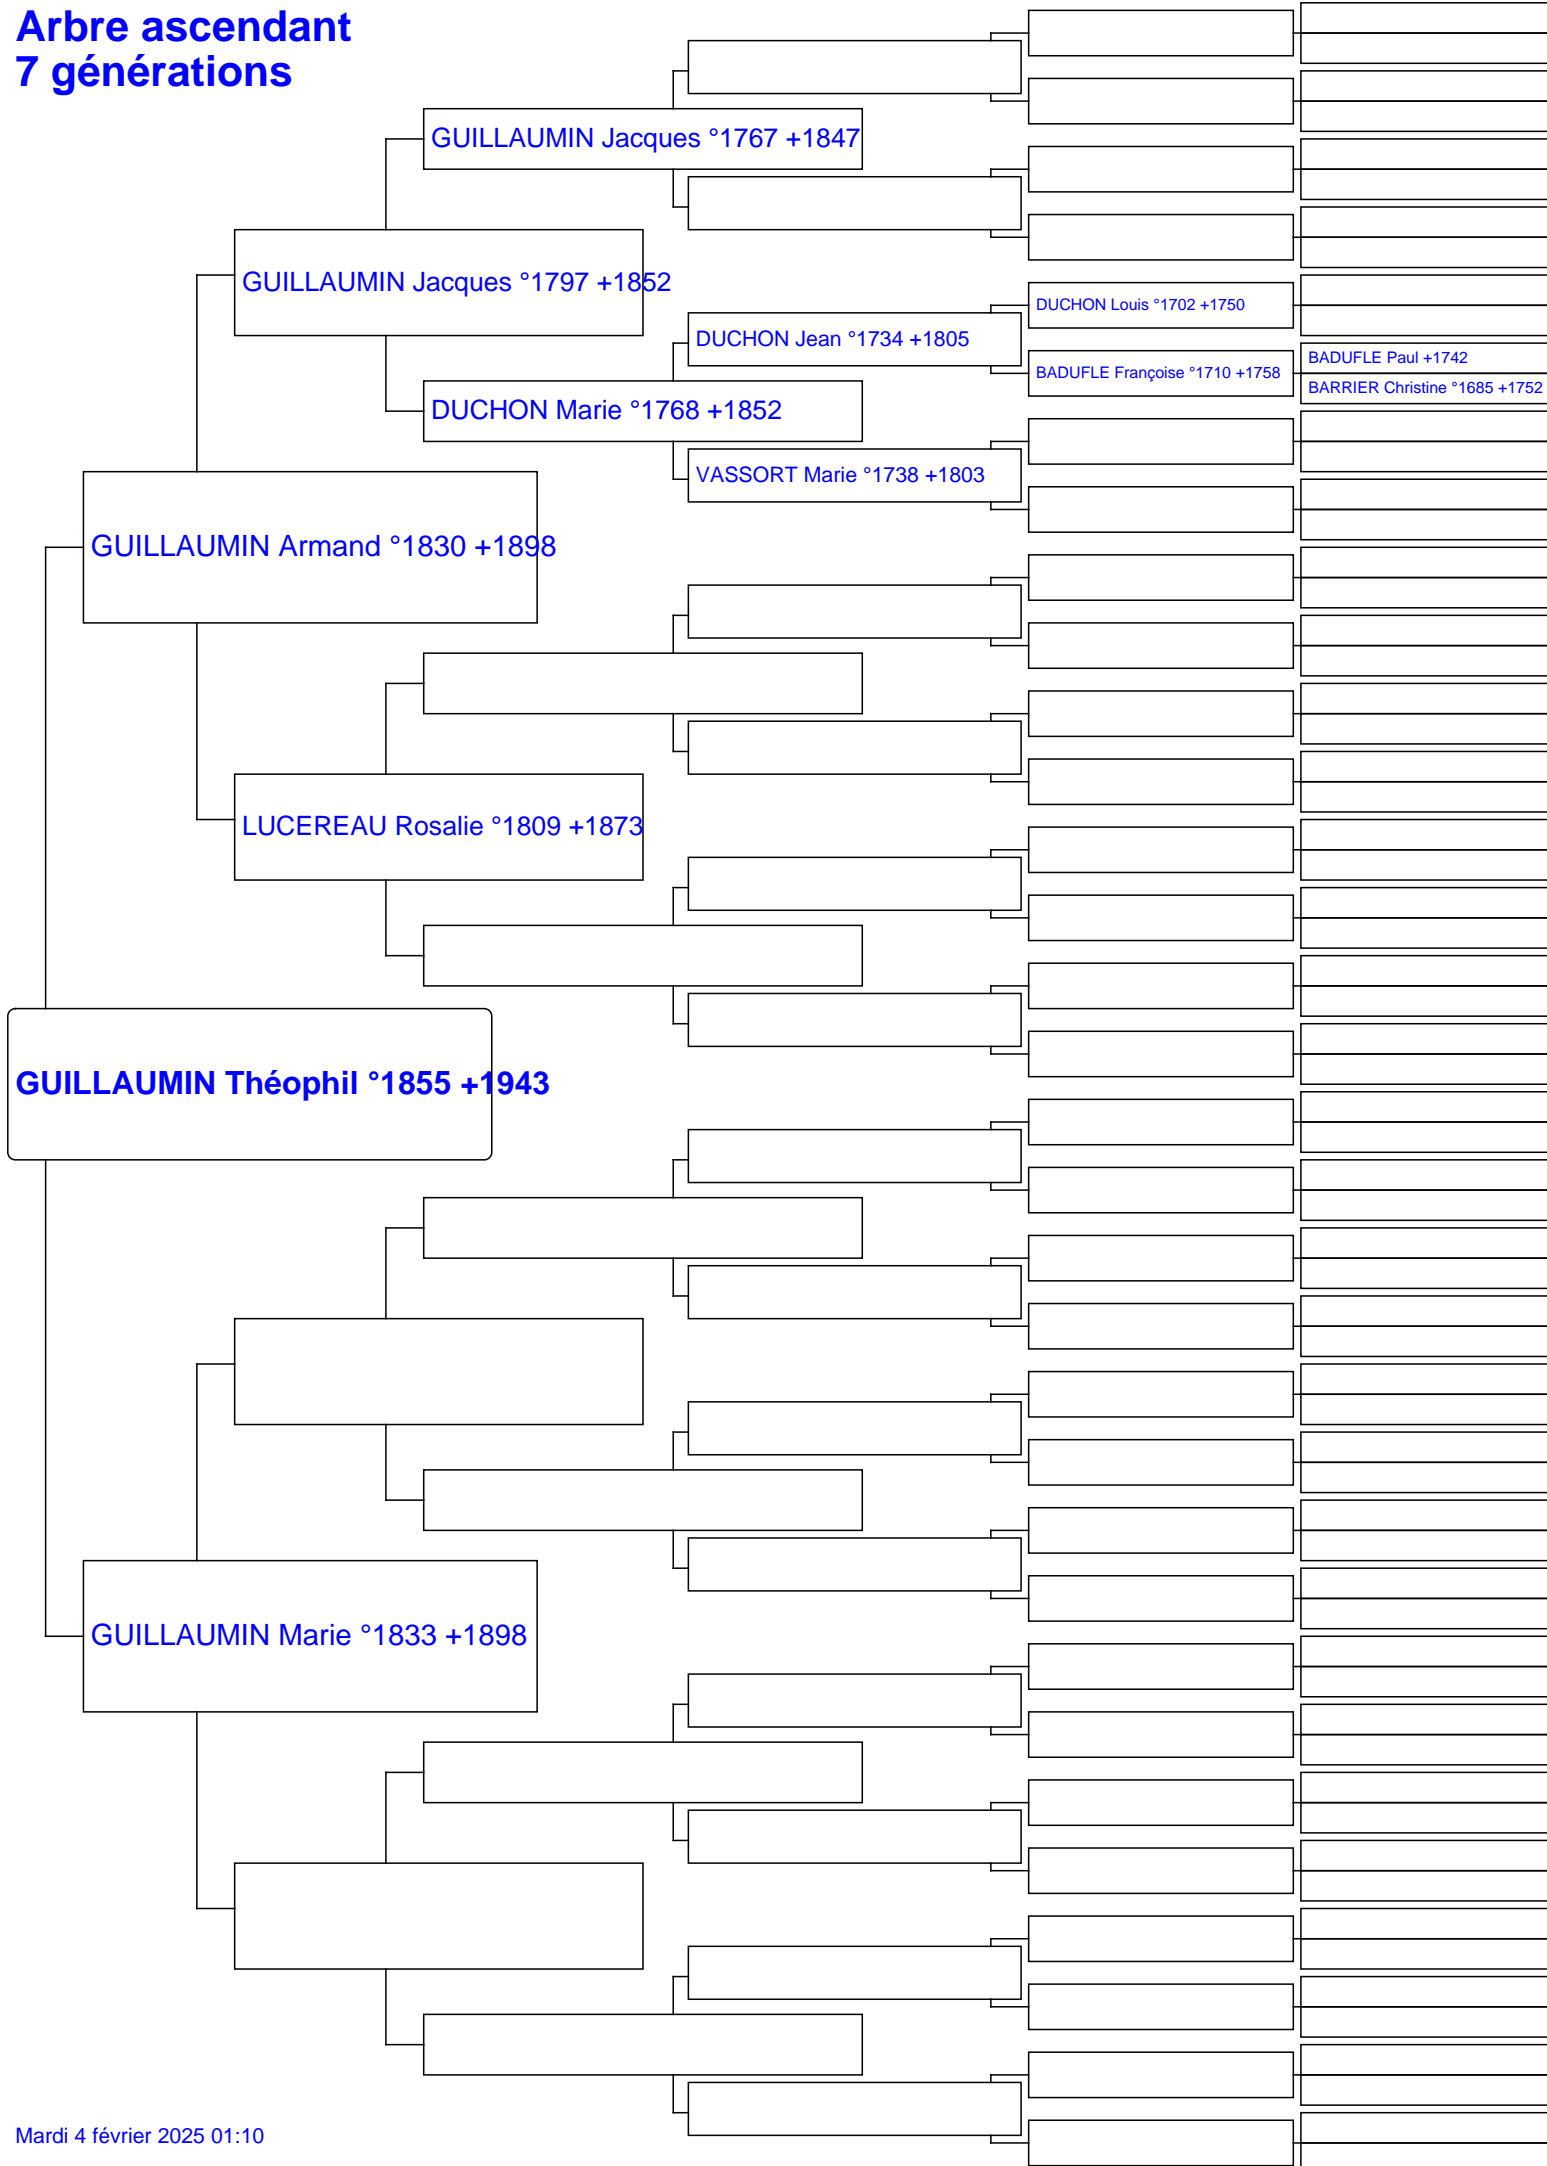 Arbre ascendant
7 générations
GUILLAUMIN Jacques °1767 +1847
GUILLAUMIN Jacques °1797 +1852
DUCHON Louis °1702 +1750
DUCHON Jean °1734 +1805
BADUFLE Paul +1742
BADUFLE Françoise °1710 +1758
BARRIER Christine °1685 +1752
DUCHON Marie °1768 +1852
VASSORT Marie °1738 +1803
GUILLAUMIN Armand °1830 +1898
LUCEREAU Rosalie °1809 +1873
GUILLAUMIN Théophil °1855 +1943
GUILLAUMIN Marie °1833 +1898
Mardi 4 février 2025 01:10